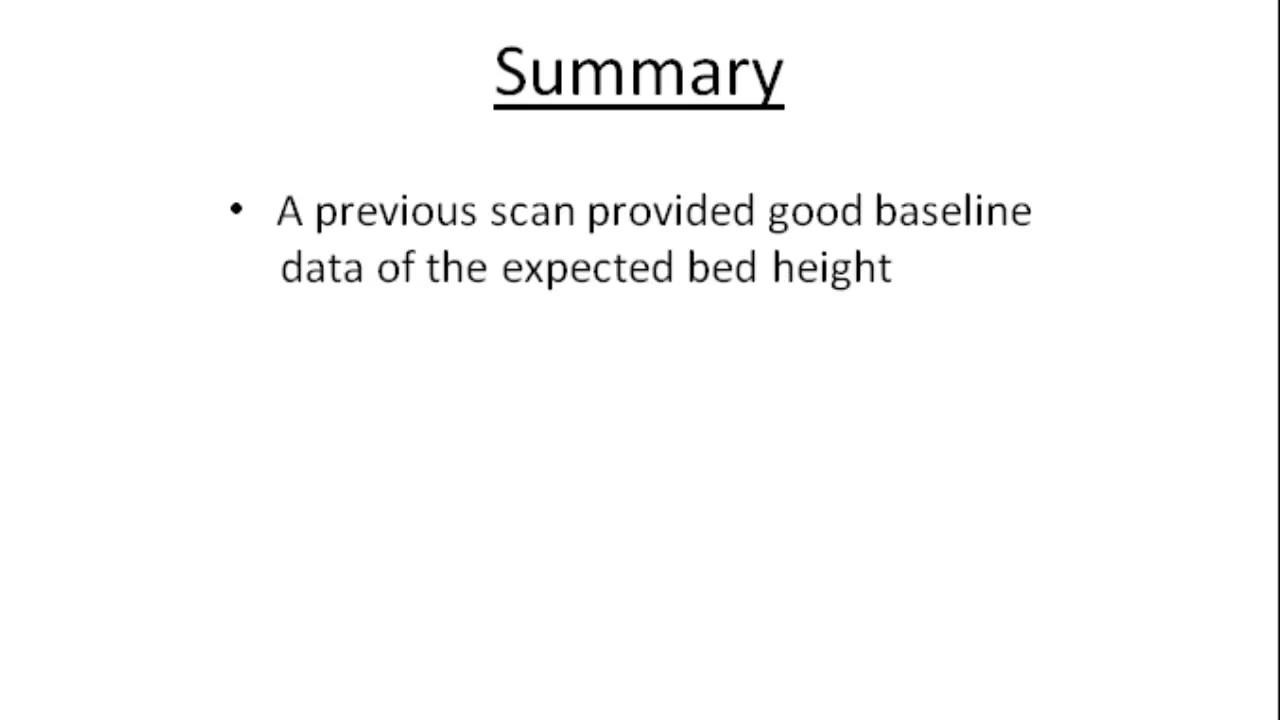 Summary
• A previous scan provided good baseline
data of the expected bed height